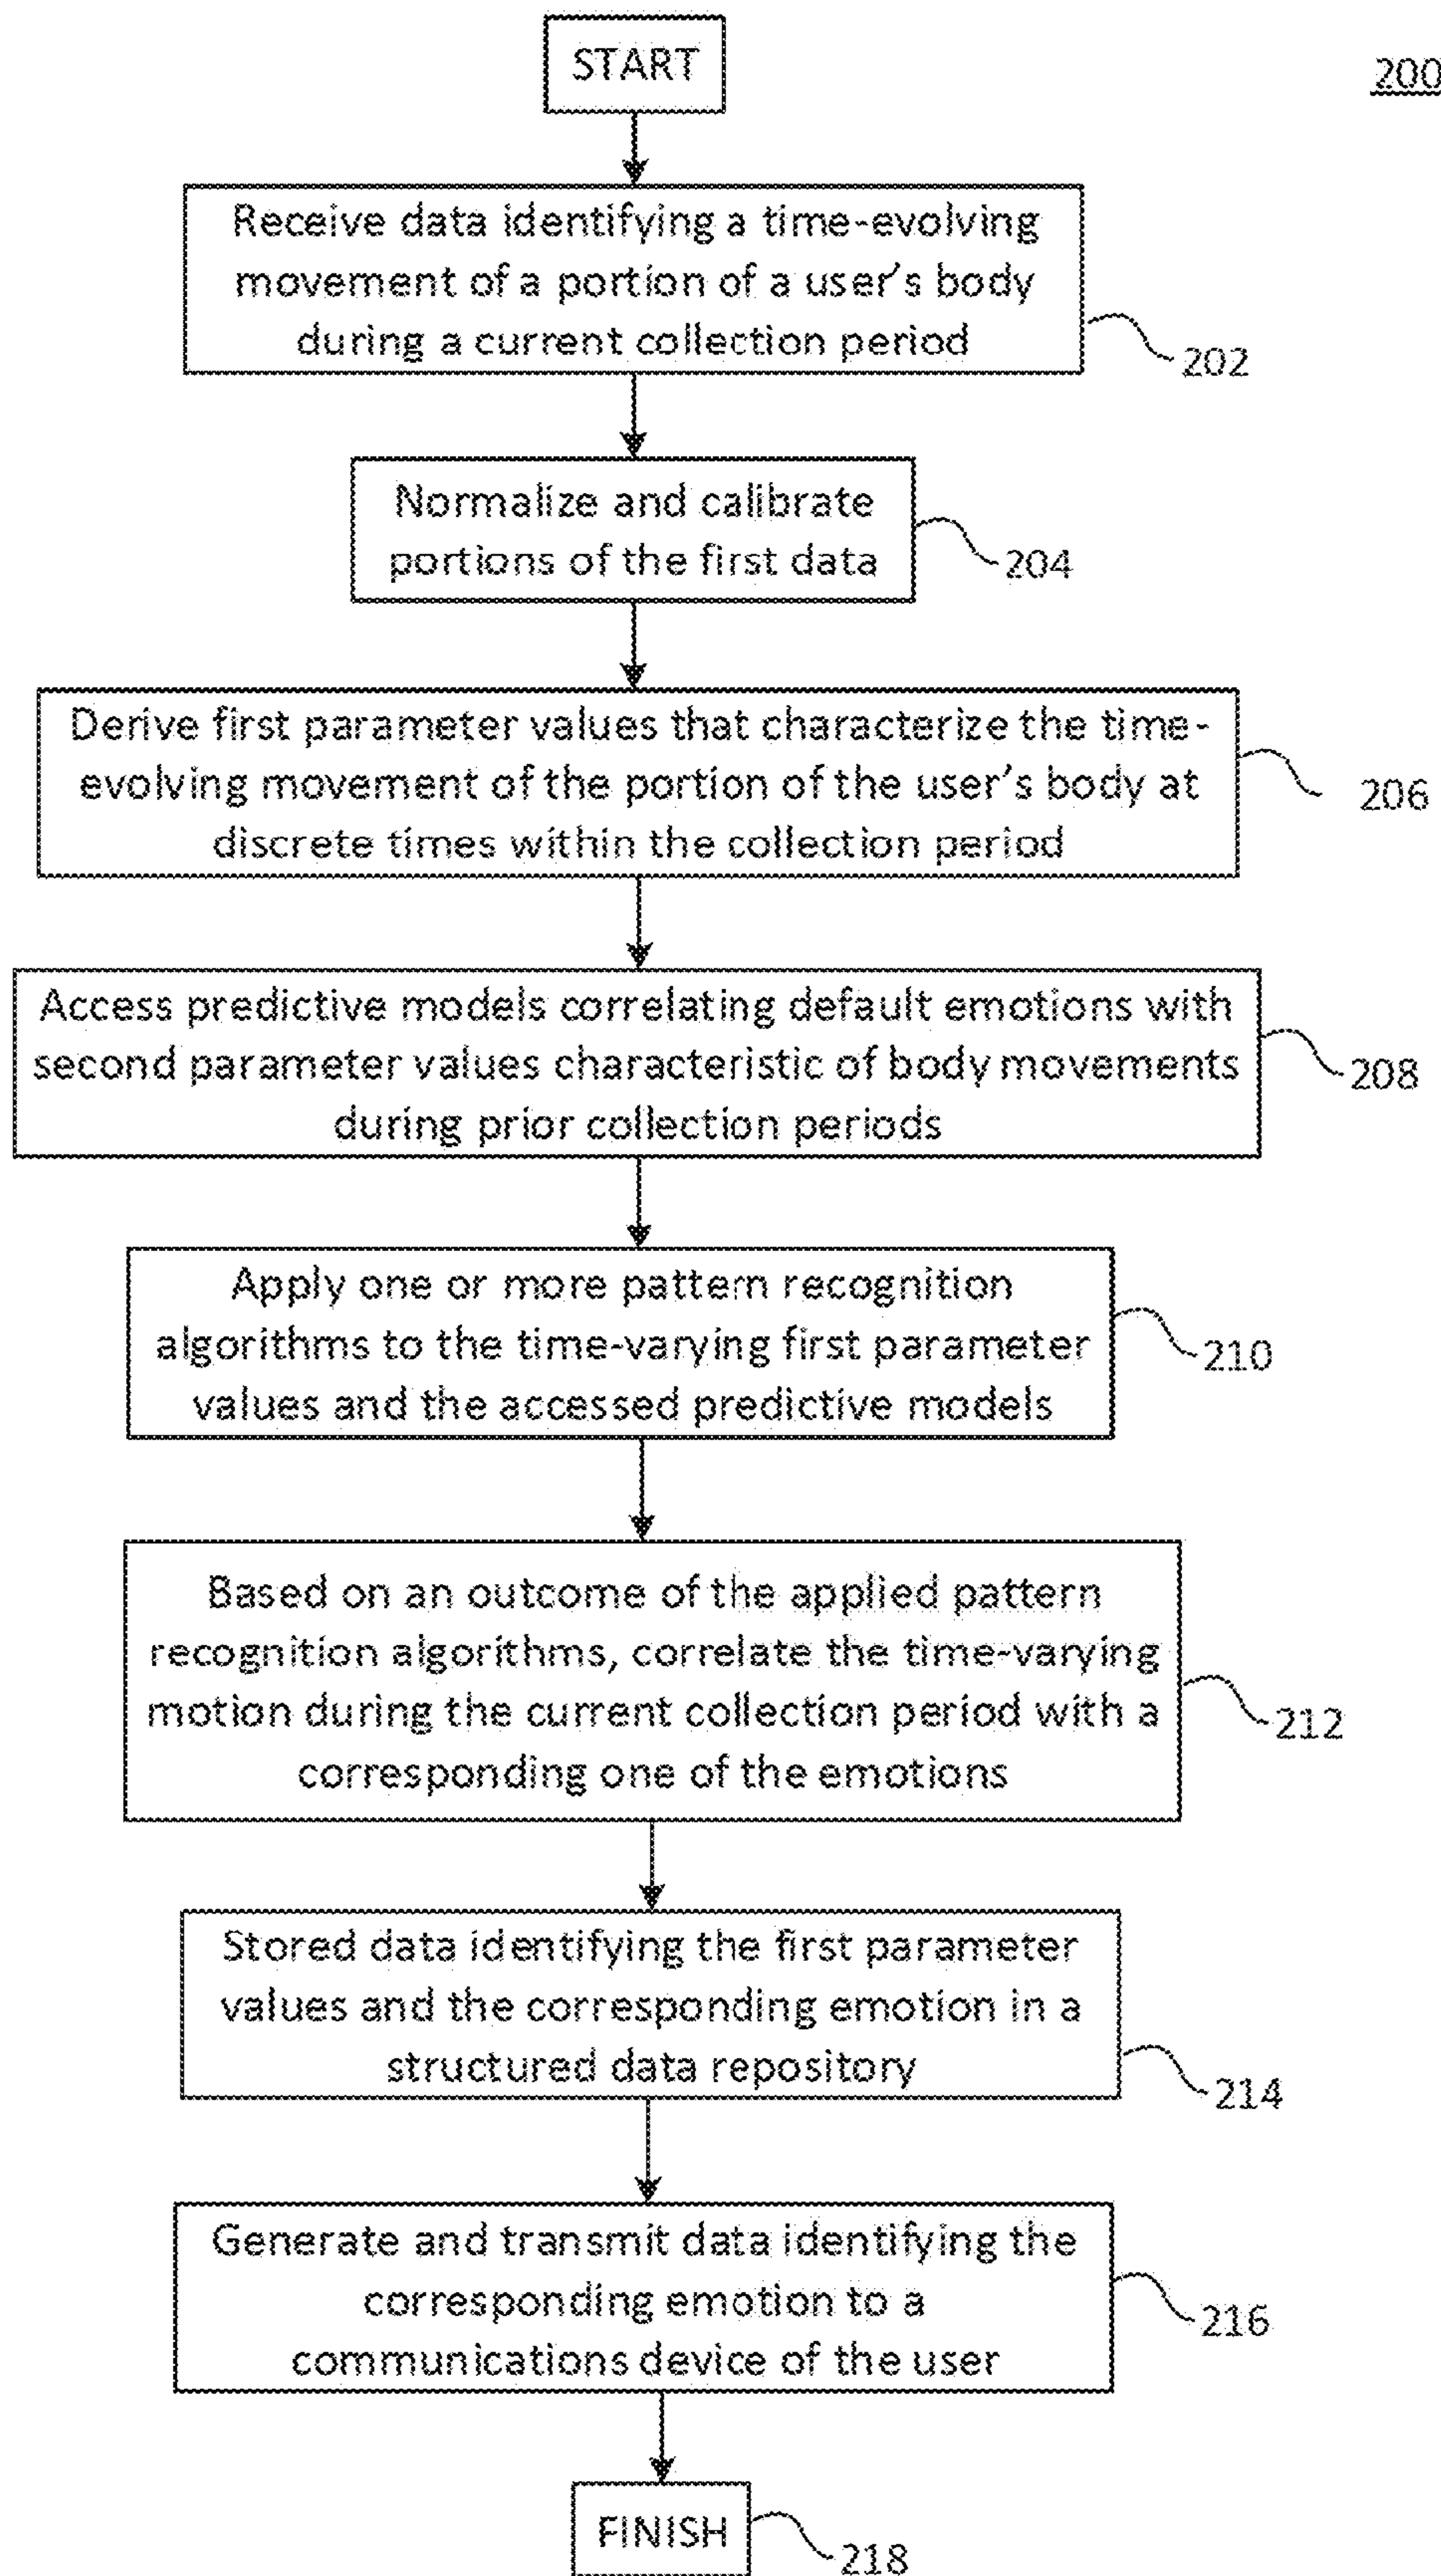 START
200
Receive data identifying a time-evolving
movement of a portion of a user's body
during a current collection period
202
Normalize and calibrate
portions of the first data
204
Derive first parameter values that characterize the time-
evolving movement of the portion of the user's body at
discrete times within the collection period
206
Access predictive models correlating default emotions with
second parameter values characteristic of body movements
during prior collection periods
208
Apply one or more pattern recognition
algorithms to the time-varying first parameter
values and the accessed predictive models
210
Based on an outcome of the applied pattern
recognition algorithms, correlate the time-varying
motion during the current collection period with a
corresponding one of the emotions
212
Stored data identifying the first parameter
values and the corresponding emotion in a
structured data repository
214
Generate and transmit data identifying the
corresponding emotion to a
communications device of the user
216
FINISH
218